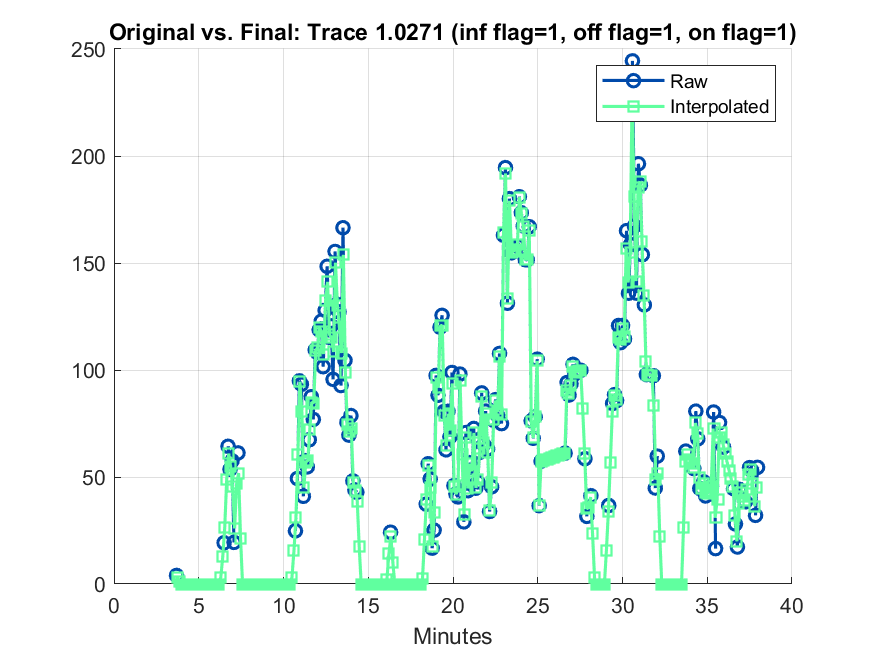 Original vs. Final: Trace 1.0271 (inf flag=1, off flag=1, on flag=1)
250
200
150
100
50
0
Raw
Interpolated
0 5 10 15 20 25 30 35 40
Minutes